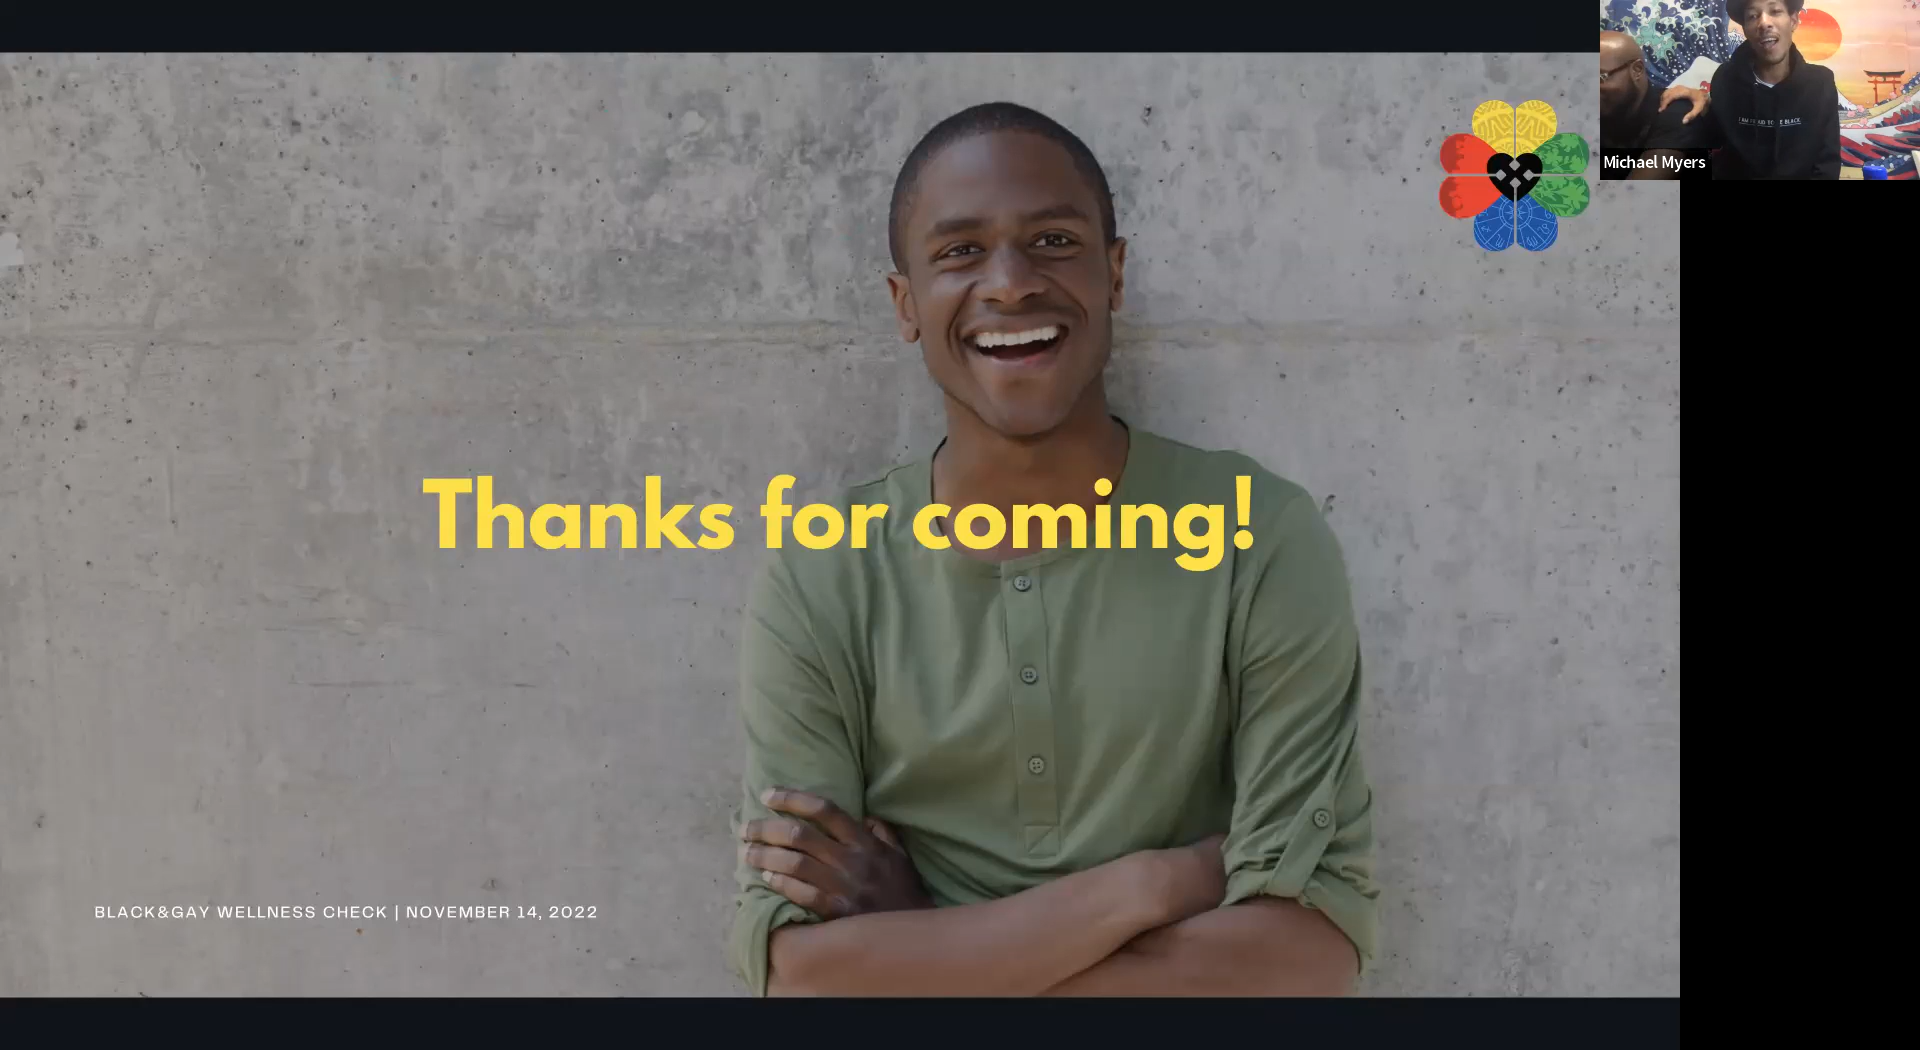 Michael Myers
Thanks for coming!
BLACK&GAY WELLNESS CHECK | NOVEMBER 14, 2022